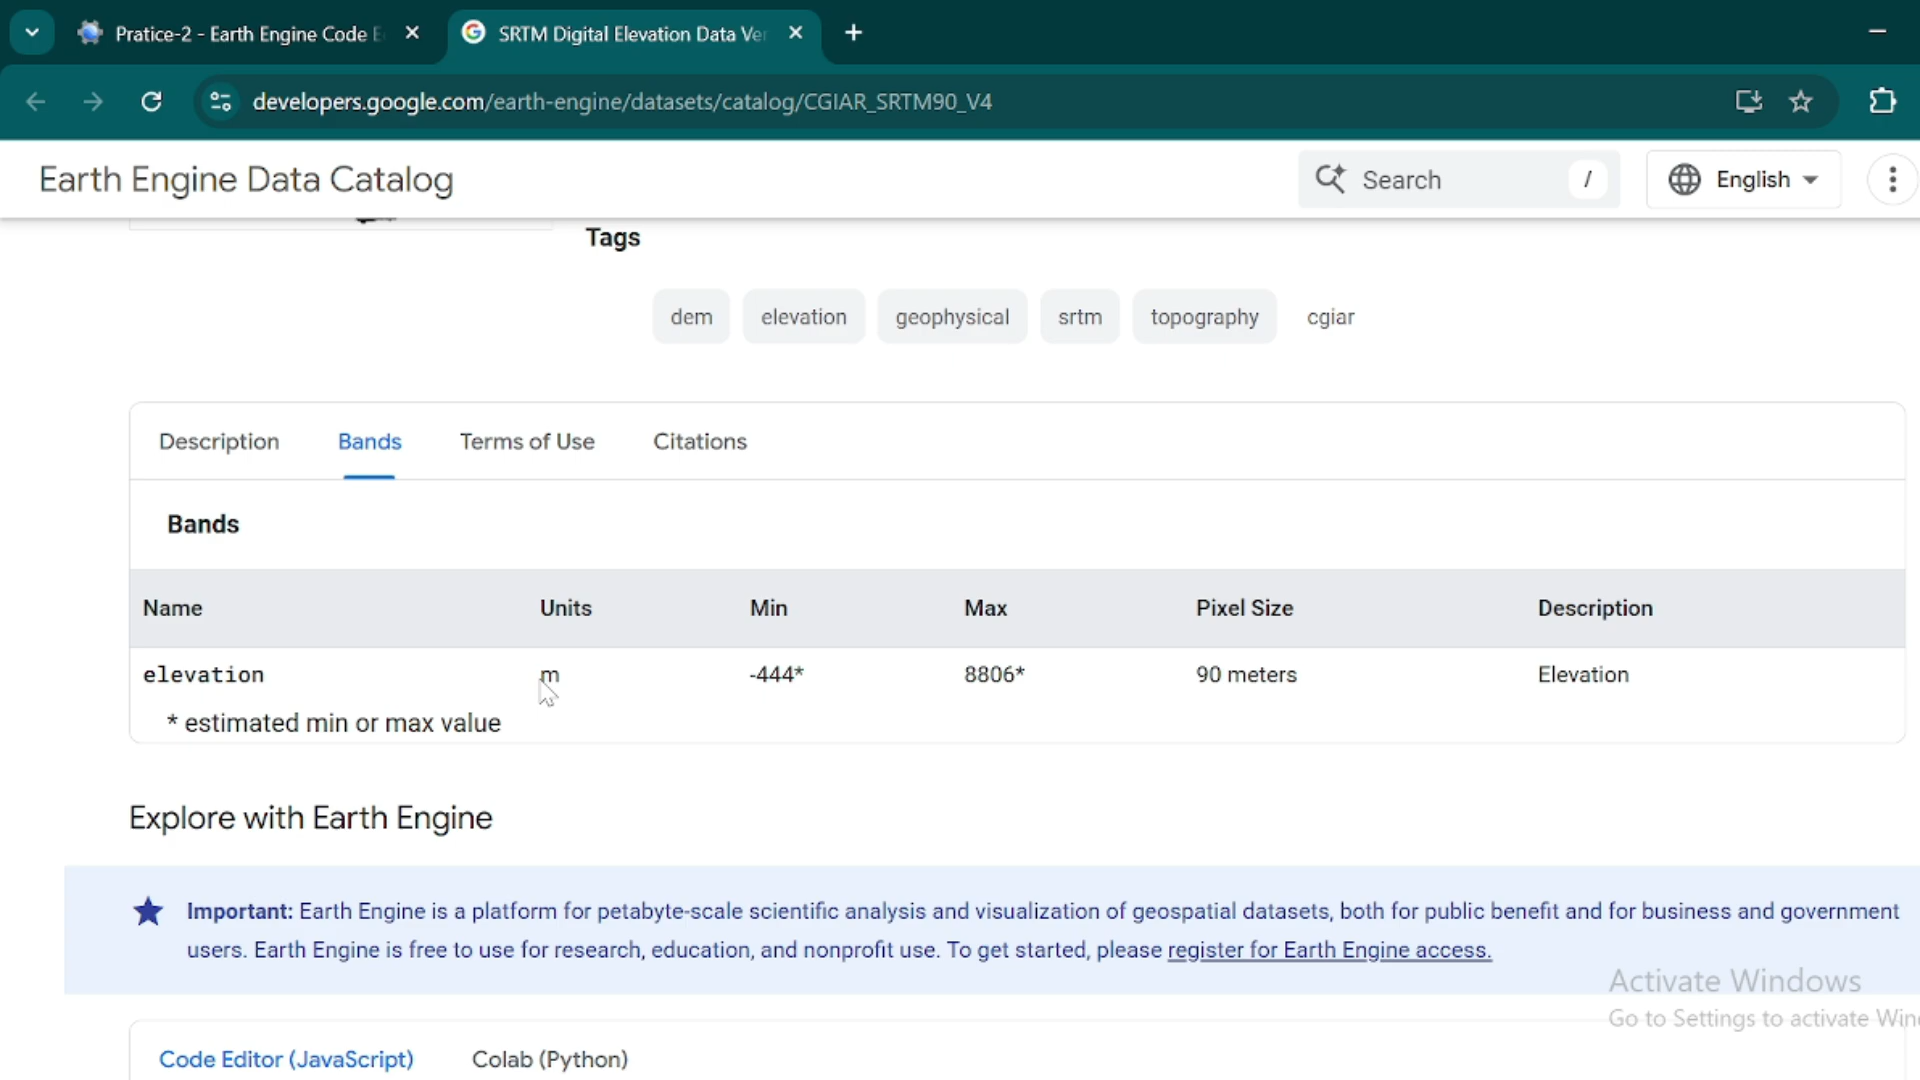 Pratice-2 - Earth Engine Code E
SRTM Digital Elevation Data Ver
developers.google.com/earth-engine/datasets/catalog/CGIAR_SRTM90_V4
Earth Engine Data Catalog
Search /
English
Tags
dem elevation geophysical srtm topography cgiar
Description Bands Terms of Use Citations
Bands
Name Units Min Max Pixel Size Description
elevation m -444* 8806* 90 meters Elevation
* estimated min or max value
Explore with Earth Engine
Important: Earth Engine is a platform for petabyte-scale scientific analysis and visualization of geospatial datasets, both for public benefit and for business and government
users. Earth Engine is free to use for research, education, and nonprofit use. To get started, please register for Earth Engine access.
Activate Windows
Go to Settings to activate Win
Code Editor (JavaScript) Colab (Python)